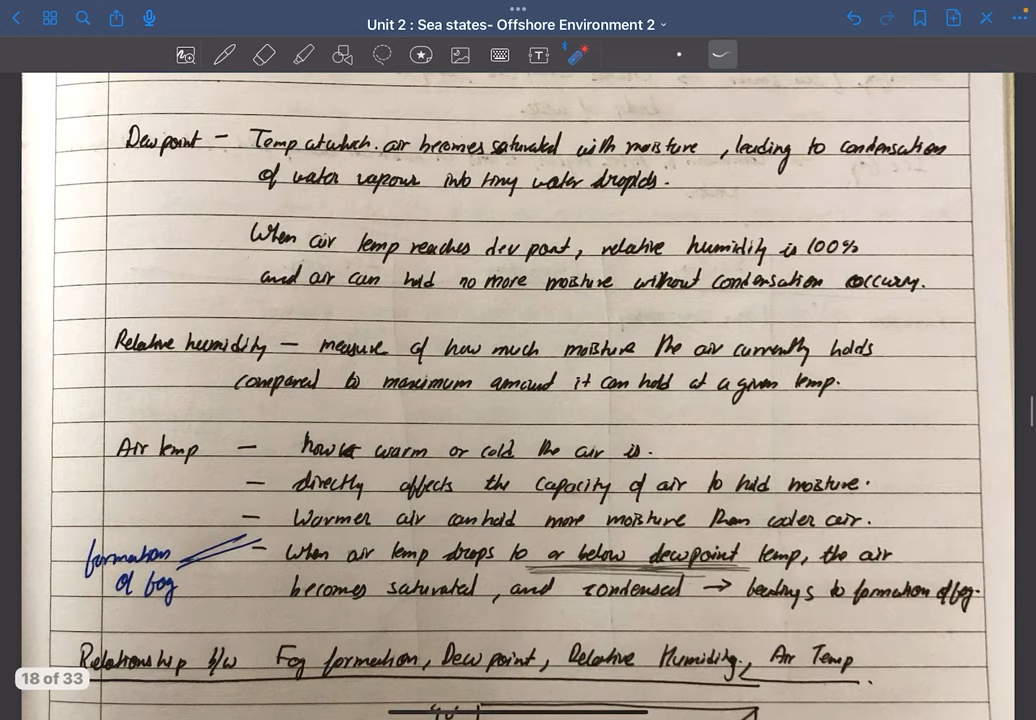 Unit 2 : Sea states- Offshore Environment 2
Dew point – Temp at which air becomes saturated with moisture, leading to condensation
of water vapour into tiny water droplets.
When air temp reaches dew point, relative humidity is 100%
and air can hold no more moisture without condensation occurring.
Relative humidity – measure of how much moisture the air currently holds
compared to maximum amount it can hold at a given temp.
Air temp – how warm or cold the air is.
– directly affects the capacity of air to hold moisture.
– Warmer air can hold more moisture than cooler air.
formation – When air temp drops to or below dewpoint temp, the air
of fog becomes saturated, and condensed → leading to formation of fog.
Relationship b/w Fog formation, Dew point, Relative Humidity, Air Temp.
18 of 33